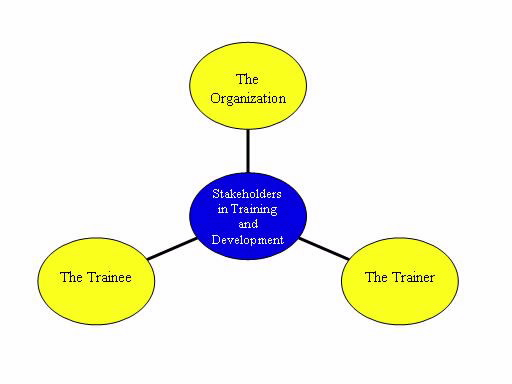 The
Organization
Stakeholders
in Training
and
Development
The Trainee
The Trainer